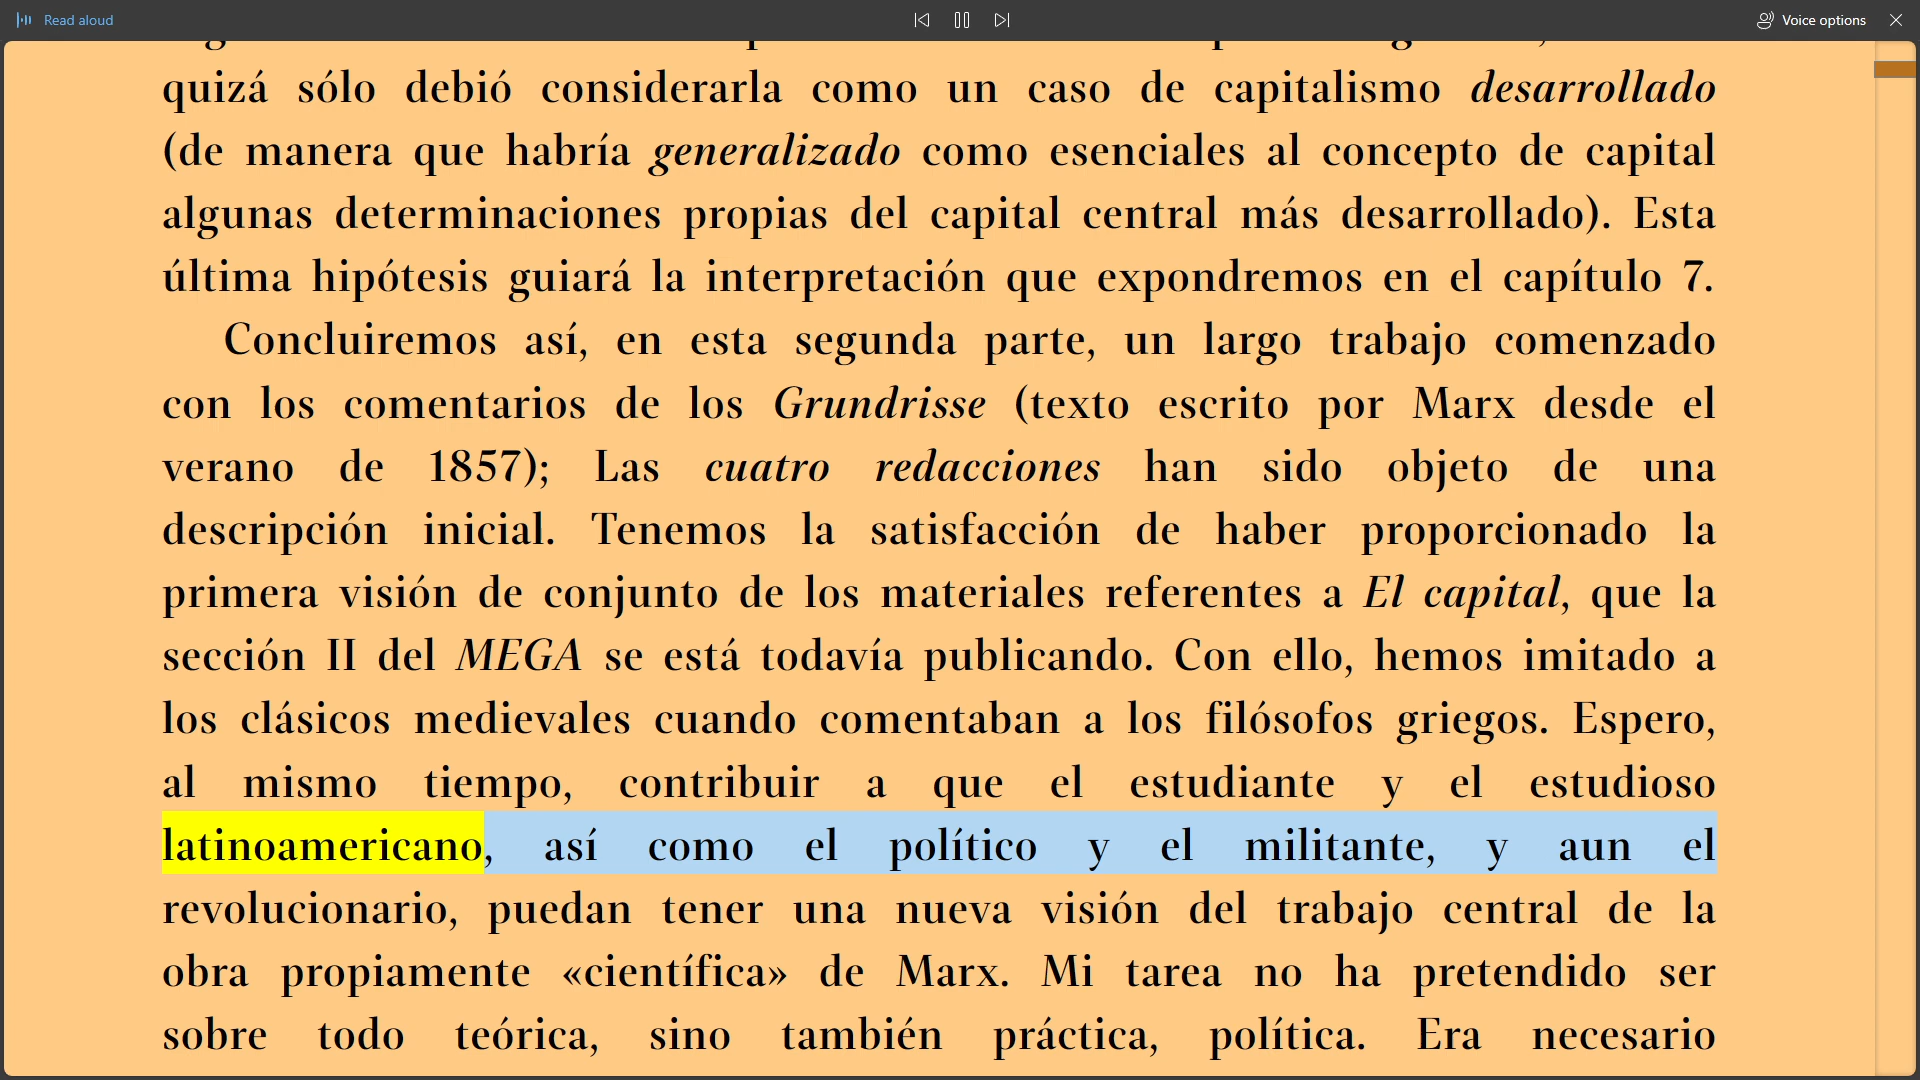 Read aloud
Voice options
quizá sólo debió considerarla como un caso de capitalismo desarrollado
(de manera que habría generalizado como esenciales al concepto de capital
algunas determinaciones propias del capital central más desarrollado). Esta
última hipótesis guiará la interpretación que expondremos en el capítulo 7.
Concluiremos así, en esta segunda parte, un largo trabajo comenzado
con los comentarios de los Grundrisse (texto escrito por Marx desde el
verano de 1857); Las cuatro redacciones han sido objeto de una
descripción inicial. Tenemos la satisfacción de haber proporcionado la
primera visión de conjunto de los materiales referentes a El capital, que la
sección II del MEGA se está todavía publicando. Con ello, hemos imitado a
los clásicos medievales cuando comentaban a los filósofos griegos. Espero,
al mismo tiempo, contribuir a que el estudiante y el estudioso
latinoamericano, así como el político y el militante, y aun el
revolucionario, puedan tener una nueva visión del trabajo central de la
obra propiamente «científica» de Marx. Mi tarea no ha pretendido ser
sobre todo teórica, sino también práctica, política. Era necesario